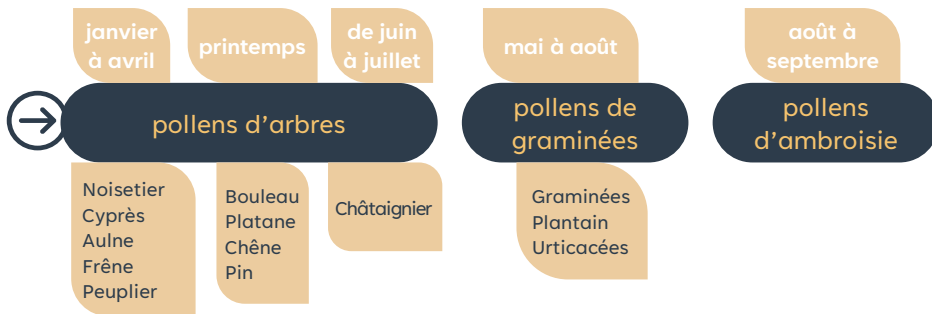 janvier
à avril
printemps
de juin
à juillet
mai à août
août à
septembre
pollens d'arbres
pollens de
graminées
pollens
d'ambroisie
Noisetier
Cyprès
Aulne
Frêne
Peuplier
Bouleau
Platane
Chêne
Pin
Châtaignier
Graminées
Plantain
Urticacées